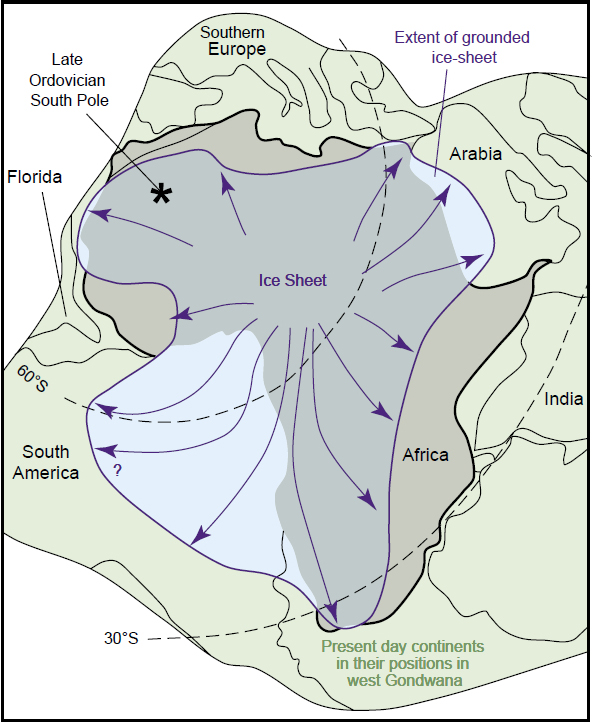 Southern
Europe
Extent of grounded
ice-sheet
Late
Ordovician
South Pole
*
Arabia
Florida
Ice Sheet
60°S
India
South
America
?
Africa
30°S
Present day continents
in their positions in
west Gondwana